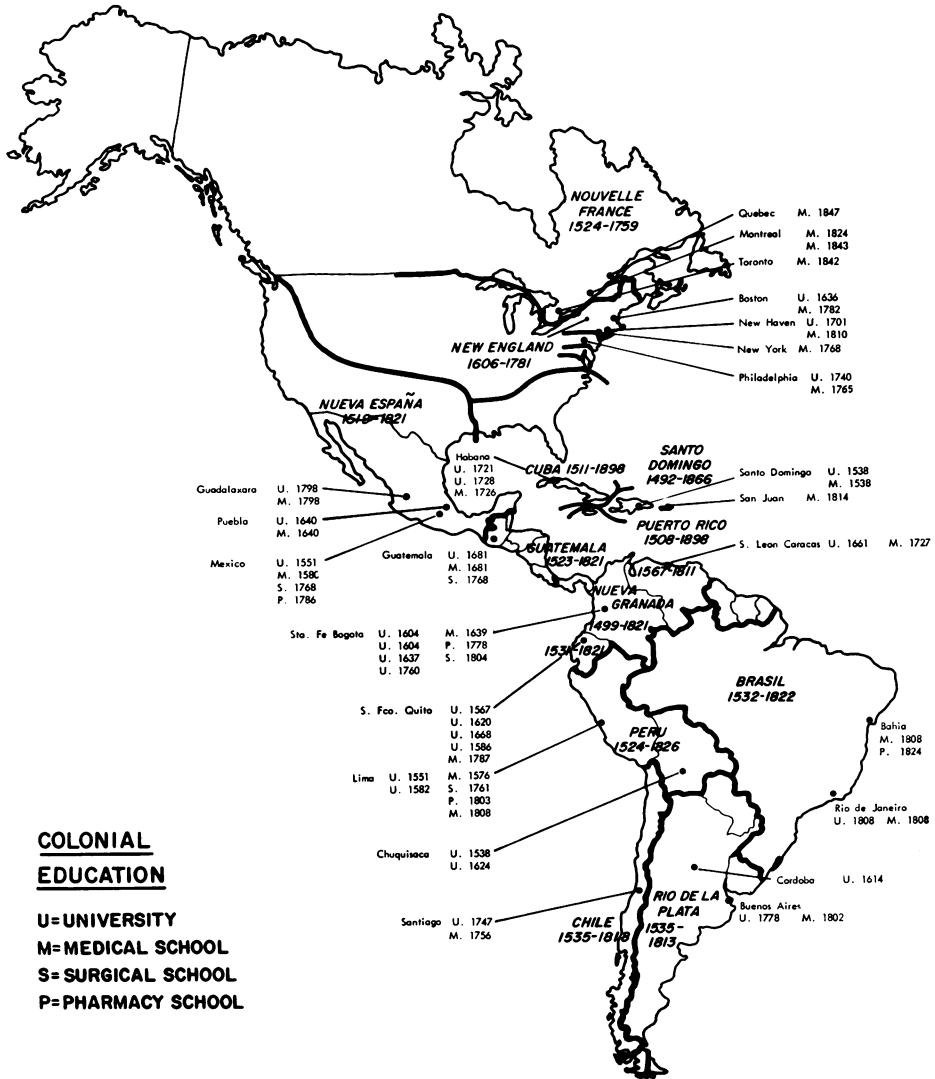 NOUVELLE
FRANCE
1524-1759
Quebec M. 1847
Montreal M. 1824
M. 1843
Toronto M. 1842
Boston U. 1636
M. 1782
New Haven U. 1701
M. 1810
New York M. 1768
Philadelphia U. 1740
M. 1765
NEW ENGLAND
1606-1781
NUEVA ESPAÑA
1519-1821
Habana
U. 1721
U. 1728
M. 1726
CUBA 1511-1898
SANTO
DOMINGO
1492-1866
Santo Domingo U. 1538
M. 1538
San Juan M. 1814
PUERTO RICO
1508-1898
Guadalaxara U. 1798
M. 1798
Puebla U. 1640
M. 1640
Mexico U. 1551
M. 1580
S. 1768
P. 1786
Guatemala U. 1681
M. 1681
S. 1768
GUATEMALA
1523-1821
S. Leon Caracas U. 1661 M. 1727
1567-1811
NUEVA
GRANADA
1499-1821
Sta. Fe Bogota U. 1604 M. 1639
U. 1604 P. 1778
U. 1637 S. 1804
U. 1760
1531-1821
S. Fco. Quito U. 1567
U. 1620
U. 1668
U. 1586
M. 1787
BRASIL
1532-1822
Bahia
M. 1808
P. 1824
PERU
1524-1826
Lima U. 1551 M. 1576
U. 1582 S. 1761
P. 1803
M. 1808
Rio de Janeiro
U. 1808 M. 1808
Chuquisaca U. 1538
U. 1624
Cordoba U. 1614
Buenos Aires
U. 1778 M. 1802
RIO DE LA
PLATA
1535-
1813
Santiago U. 1747
M. 1756
CHILE
1535-1818
COLONIAL
EDUCATION
U=UNIVERSITY
M=MEDICAL SCHOOL
S=SURGICAL SCHOOL
P=PHARMACY SCHOOL